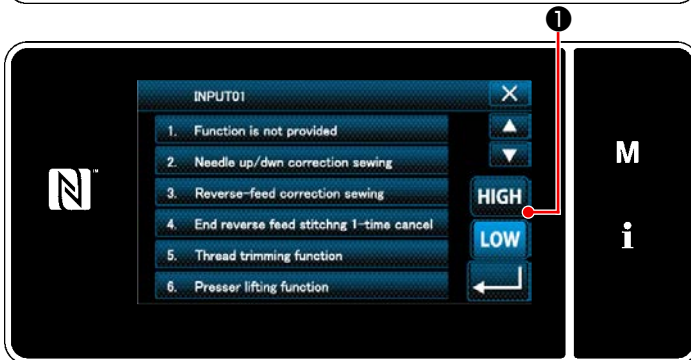 ❶
INPUT01
1. Function is not provided
2. Needle up/dwn correction sewing
3. Reverse-feed correction sewing
4. End reverse feed stitchng 1-time cancel
5. Thread trimming function
6. Presser lifting function
HIGH
LOW
M
i
N